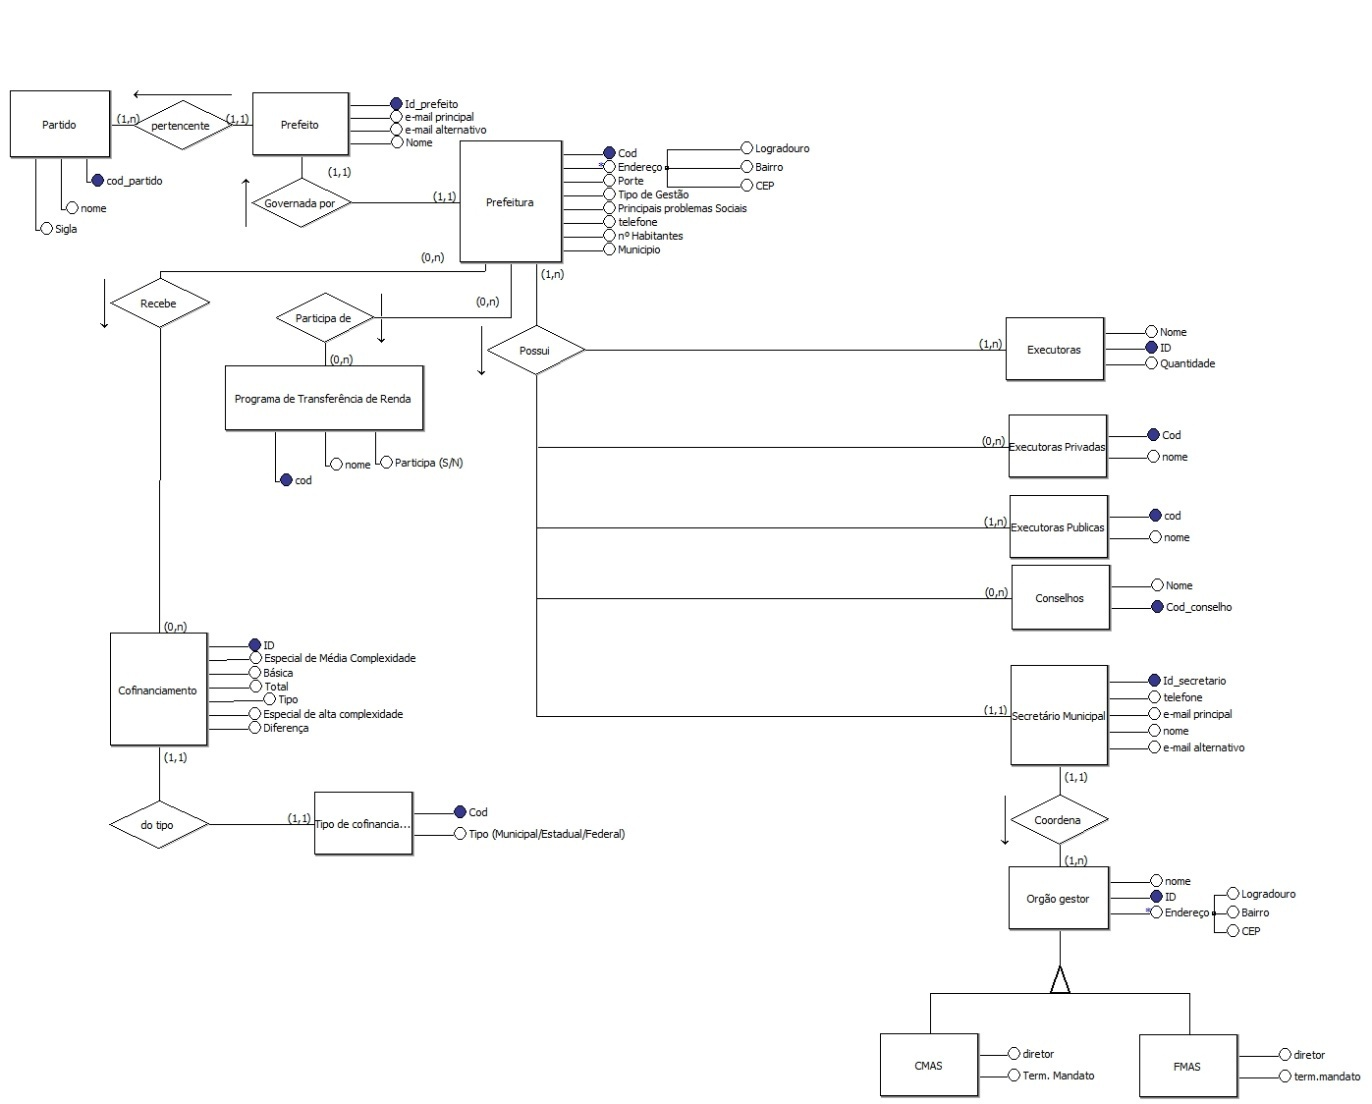 Partido
(1,n)
pertencente
(1,1)
Prefeito
Id_prefeito
e-mail principal
e-mail alternativo
Nome
cod_partido
nome
Sigla
(1,1)
Governada por
(1,1)
Prefeitura
Cod
Endereço
Porte
Tipo de Gestão
Principais problemas Sociais
telefone
nº Habitantes
Municipio
Logradouro
Bairro
CEP
(0,n)
(0,n)
(1,n)
Recebe
Participa de
Possui
(0,n)
Programa de Transferência de Renda
nome
Participa (S/N)
cod
(1,n)
Executoras
Nome
ID
Quantidade
(0,n)
Executoras Privadas
Cod
nome
(1,n)
Executoras Publicas
cod
nome
(0,n)
Conselhos
Nome
Cod_conselho
(0,n)
Cofinanciamento
ID
Especial de Média Complexidade
Básica
Total
Tipo
Especial de alta complexidade
Diferença
(1,1)
do tipo
(1,1)
Tipo de cofinancia...
Cod
Tipo (Municipal/Estadual/Federal)
(1,1)
Secretário Municipal
Id_secretario
telefone
e-mail principal
nome
e-mail alternativo
(1,1)
Coordena
(1,n)
Orgão gestor
nome
ID
Endereço
Logradouro
Bairro
CEP
CMAS
diretor
Term. Mandato
FMAS
diretor
term.mandato